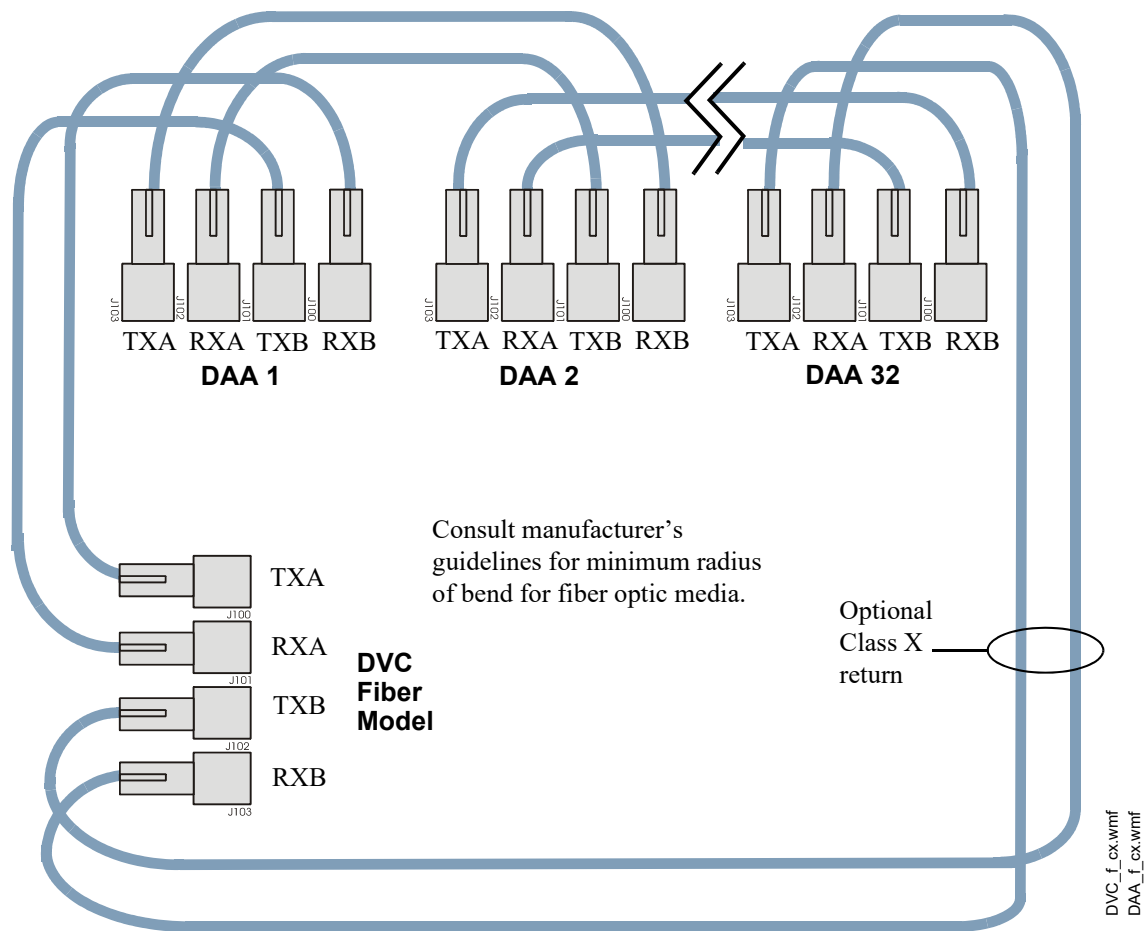 J103 J102 J101 J100
TXA RXA TXB RXB
DAA 1
J103 J102 J101 J100
TXA RXA TXB RXB
DAA 2
J103 J102 J101 J100
TXA RXA TXB RXB
DAA 32
TXA
J100
RXA
J101
TXB
J102
RXB
J103
DVC
Fiber
Model
Consult manufacturer’s
guidelines for minimum radius
of bend for fiber optic media.
Optional
Class X
return
DVC_f_cx.wmf
DAA_f_cx.wmf